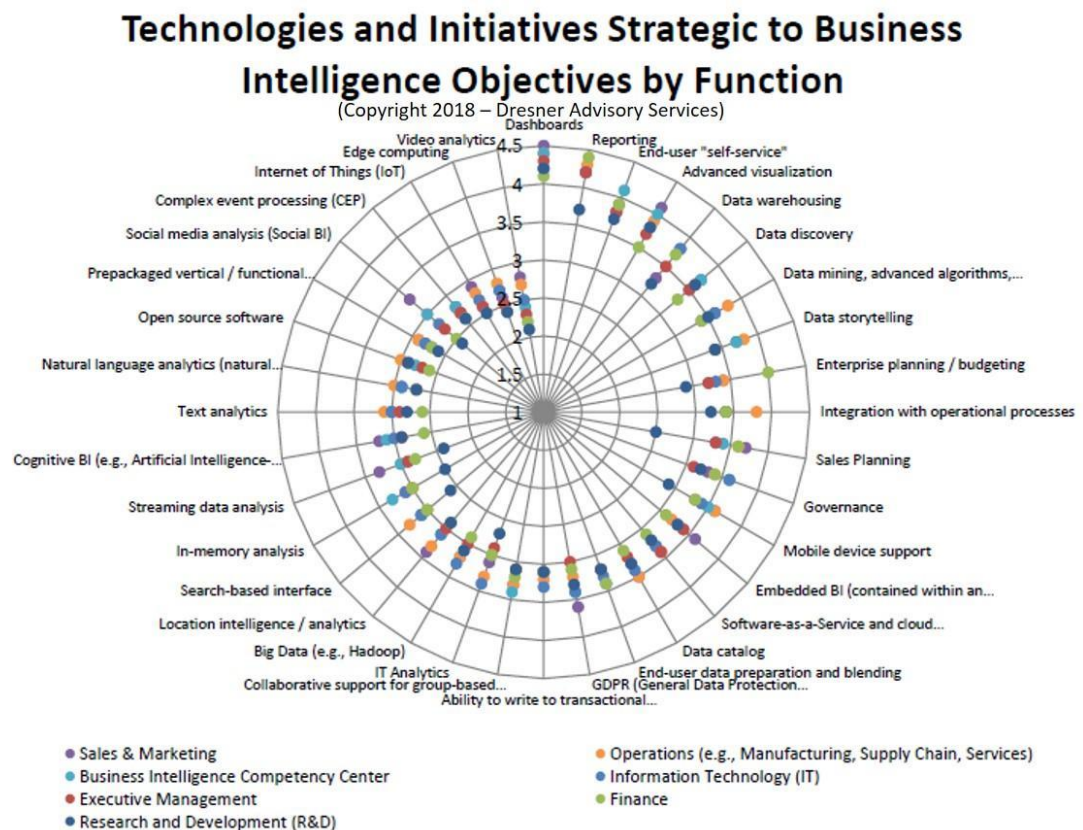 Technologies and Initiatives Strategic to Business
Intelligence Objectives by Function
(Copyright 2018 – Dresner Advisory Services)
Dashboards
Reporting
End-user "self-service"
Advanced visualization
Data warehousing
Data discovery
Data mining, advanced algorithms,...
Data storytelling
Enterprise planning / budgeting
Integration with operational processes
Sales Planning
Governance
Mobile device support
Embedded BI (contained within an...
Software-as-a-Service and cloud...
Data catalog
End-user data preparation and blending
GDPR (General Data Protection...
Ability to write to transactional...
Collaborative support for group-based...
IT Analytics
Big Data (e.g., Hadoop)
Location intelligence / analytics
Search-based interface
In-memory analysis
Streaming data analysis
Cognitive BI (e.g., Artificial Intelligence-...
Text analytics
Natural language analytics (natural...
Open source software
Prepackaged vertical / functional...
Social media analysis (Social BI)
Complex event processing (CEP)
Internet of Things (IoT)
Edge computing
Video analytics
4.5
4
3.5
3
2.5
2
1.5
1
Sales & Marketing
Operations (e.g., Manufacturing, Supply Chain, Services)
Business Intelligence Competency Center
Information Technology (IT)
Executive Management
Finance
Research and Development (R&D)